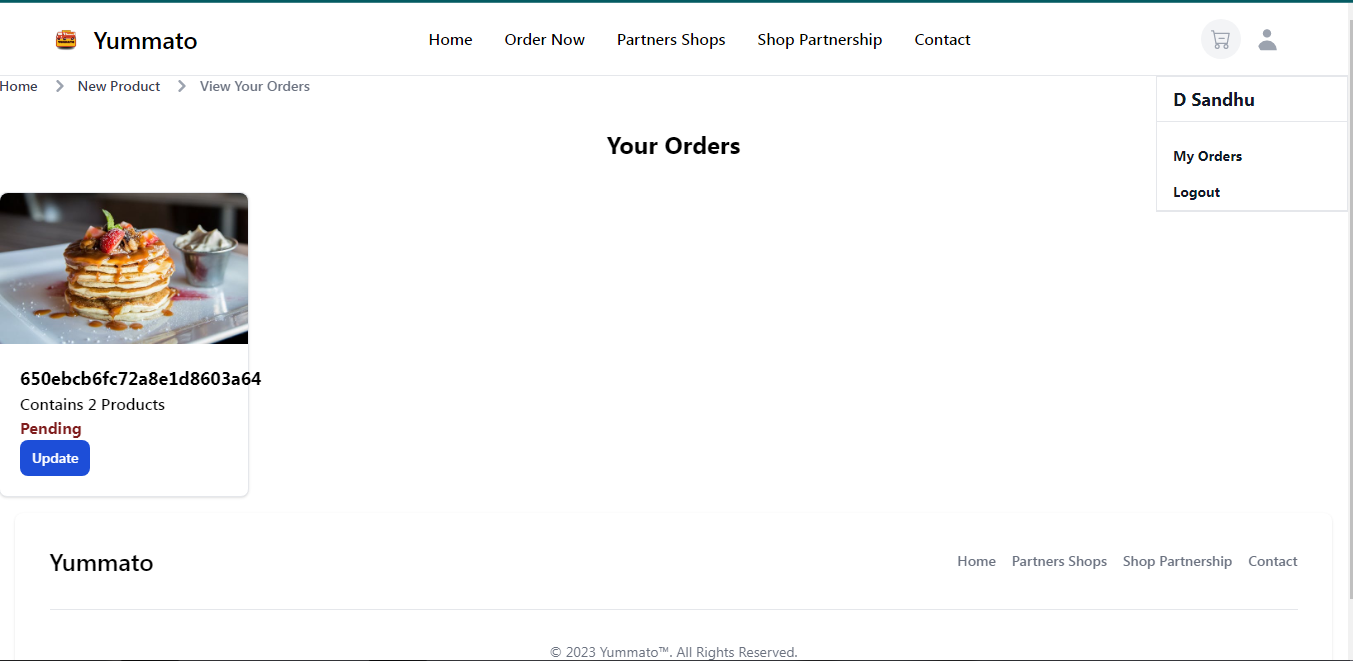 Yummato
Home Order Now Partners Shops Shop Partnership Contact
Home > New Product > View Your Orders
D Sandhu
My Orders
Logout
Your Orders
650ebcb6fc72a8e1d8603a64
Contains 2 Products
Pending
Update
Yummato
Home Partners Shops Shop Partnership Contact
© 2023 Yummato™. All Rights Reserved.